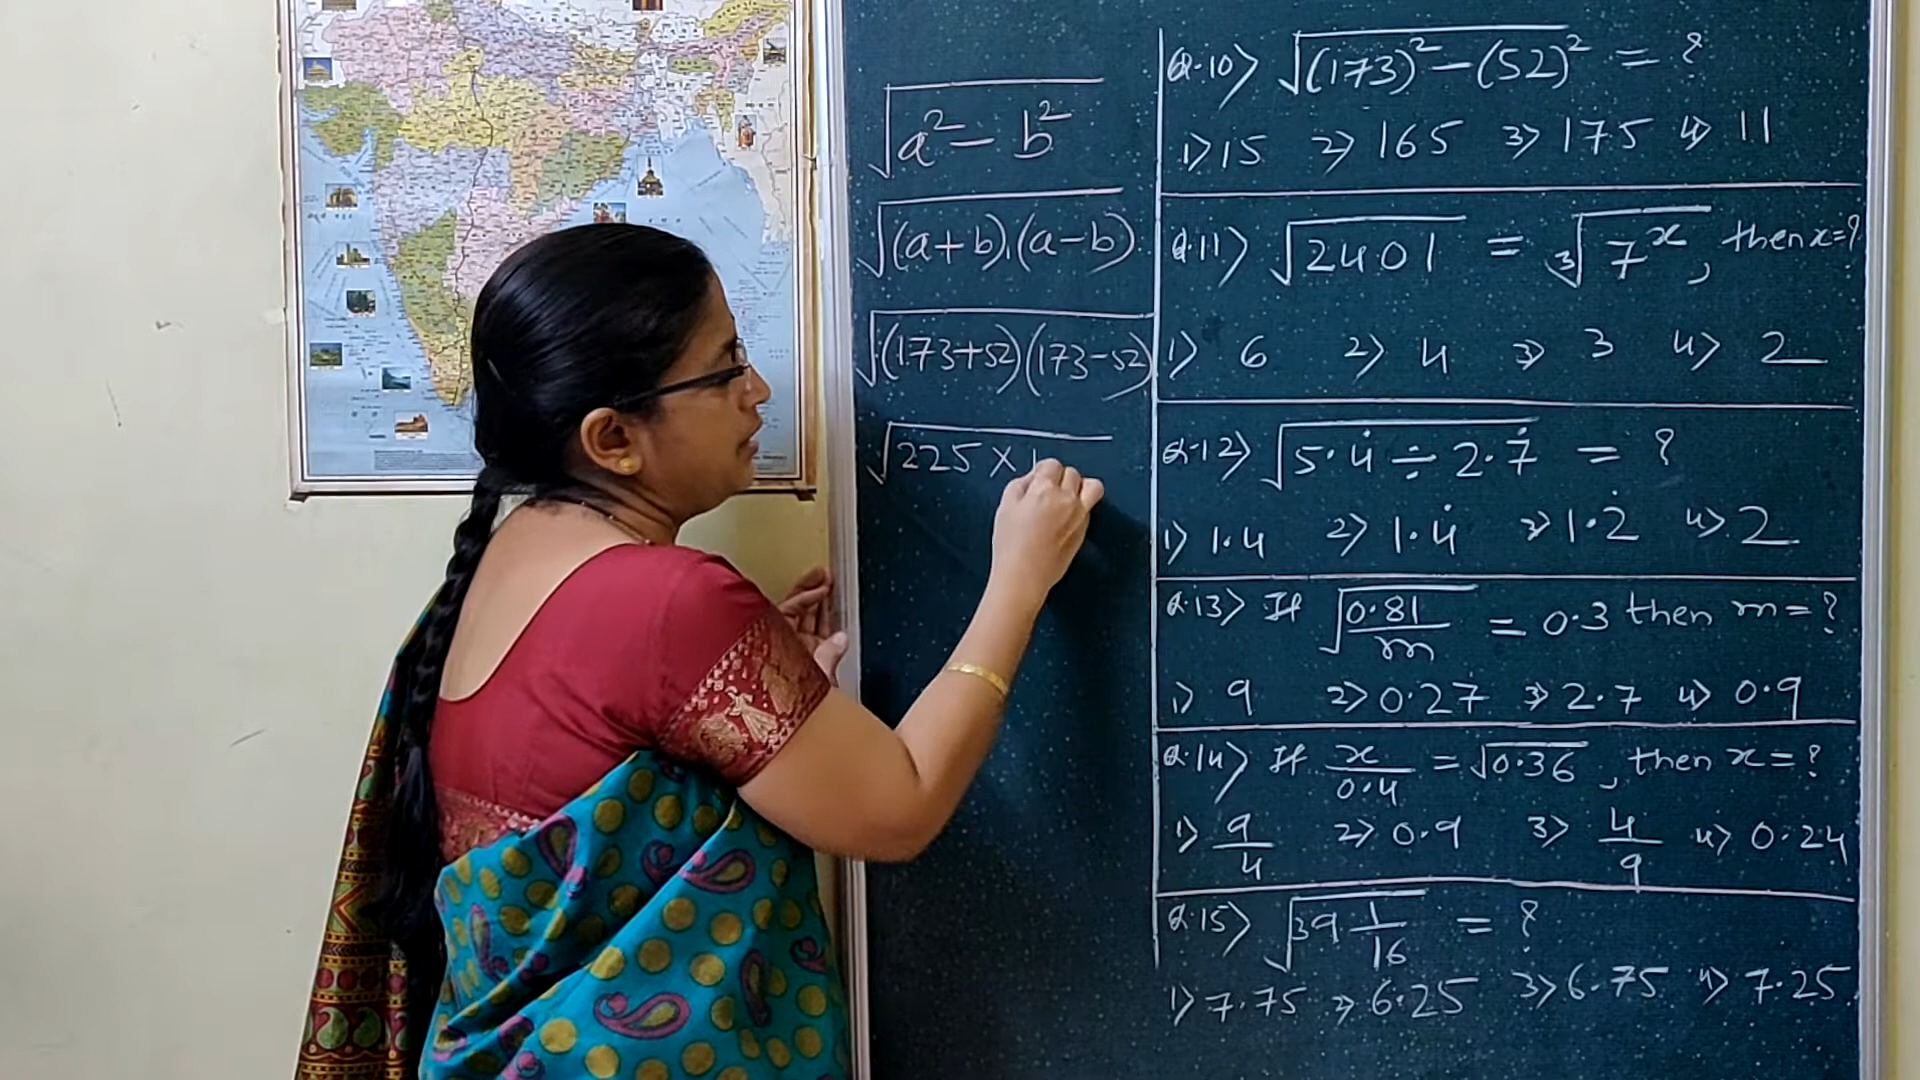 √(a² − b²)
√((a+b).(a−b))
√((173+52)(173−52))
√(225 × 1
Q.10> √((173)² − (52)²) = ?
1> 15 2> 165 3> 175 4> 11
Q.11> √2401 = ³√(7ˣ), then x=?
1> 6 2> 4 3> 3 4> 2
Q.12> √(5.4̇ ÷ 2.7̇) = ?
1> 1.4 2> 1.4̇ 3> 1.2̇ 4> 2
Q.13> If √(0.81/m) = 0.3 then m=?
1> 9 2> 0.27 3> 2.7 4> 0.9
Q.14> If x/0.4 = √0.36, then x=?
1> 9/4 2> 0.9 3> 4/9 4> 0.24
Q.15> √(39 1/16) = ?
1> 7.75 2> 6.25 3> 6.75 4> 7.25